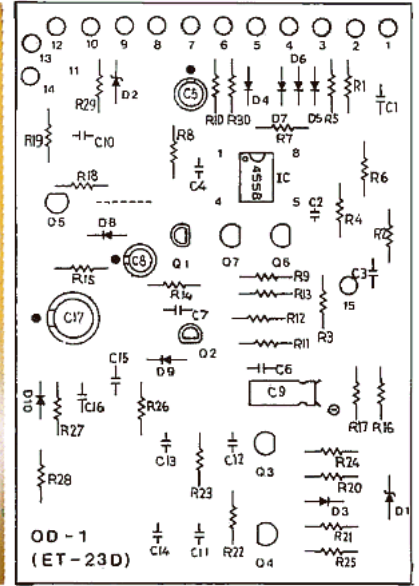 12 10 9 8 7 6 5 4 3 2 1
13
11
14
D6
R29 D2 C5 R10 R30 D4 D5 R5 R1 C1
D7
R19 C10 R8 R7
1 8
C4 4558 IC R6
R18
4 5 C2
Q5 R4
D8 R2
Q1 Q7 Q6
C8 C3
R15 R9
R14 R13 15
C17 C7 R12 R3
Q2 R11
C15 D9 C6
C9
D10 C16 R26
R27 R17 R16
C13 C12
R28 Q3 R24
R23 R20
D3 D1
OD-1 R21
(ET-23D) C14 C11 R22 Q4 R25